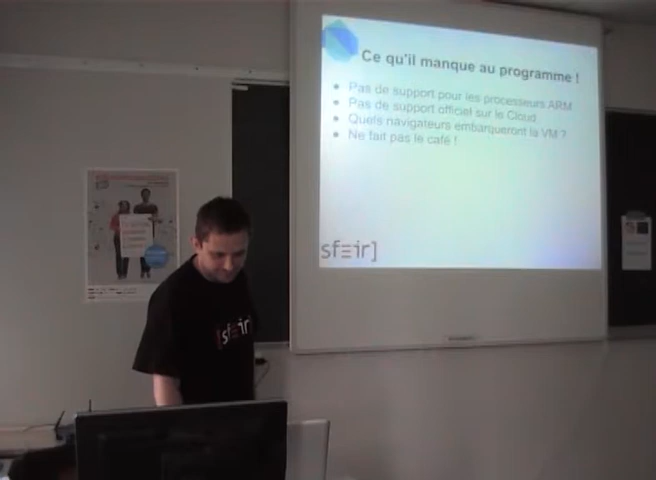 Ce qu'il manque au programme !
● Pas de support pour les processeurs ARM
● Pas de support officiel sur le Cloud
● Quels navigateurs embarqueront la VM ?
● Ne fait pas le café !
sfeir]
[sfeir]